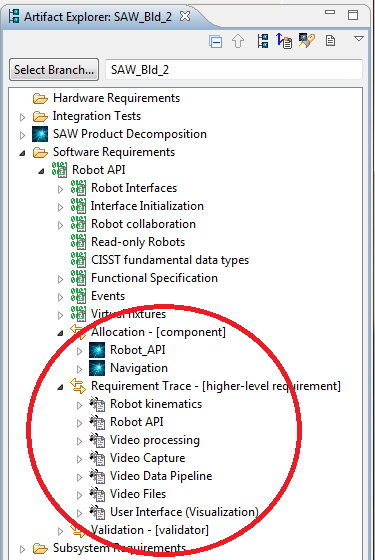 Artifact Explorer: SAW_Bld_2
Select Branch... SAW_Bld_2
Hardware Requirements
Integration Tests
SAW Product Decomposition
Software Requirements
Robot API
Robot Interfaces
Interface Initialization
Robot collaboration
Read-only Robots
CISST fundamental data types
Functional Specification
Events
Virtual fixtures
Allocation - [component]
Robot_API
Navigation
Requirement Trace - [higher-level requirement]
Robot kinematics
Robot API
Video processing
Video Capture
Video Data Pipeline
Video Files
User Interface (Visualization)
Validation - [validator]
Subsystem Requirements